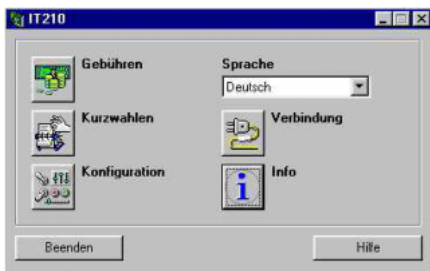 IT210
Gebühren
Sprache
Deutsch
Kurzwahlen
Verbindung
Konfiguration
Info
Beenden
Hilfe